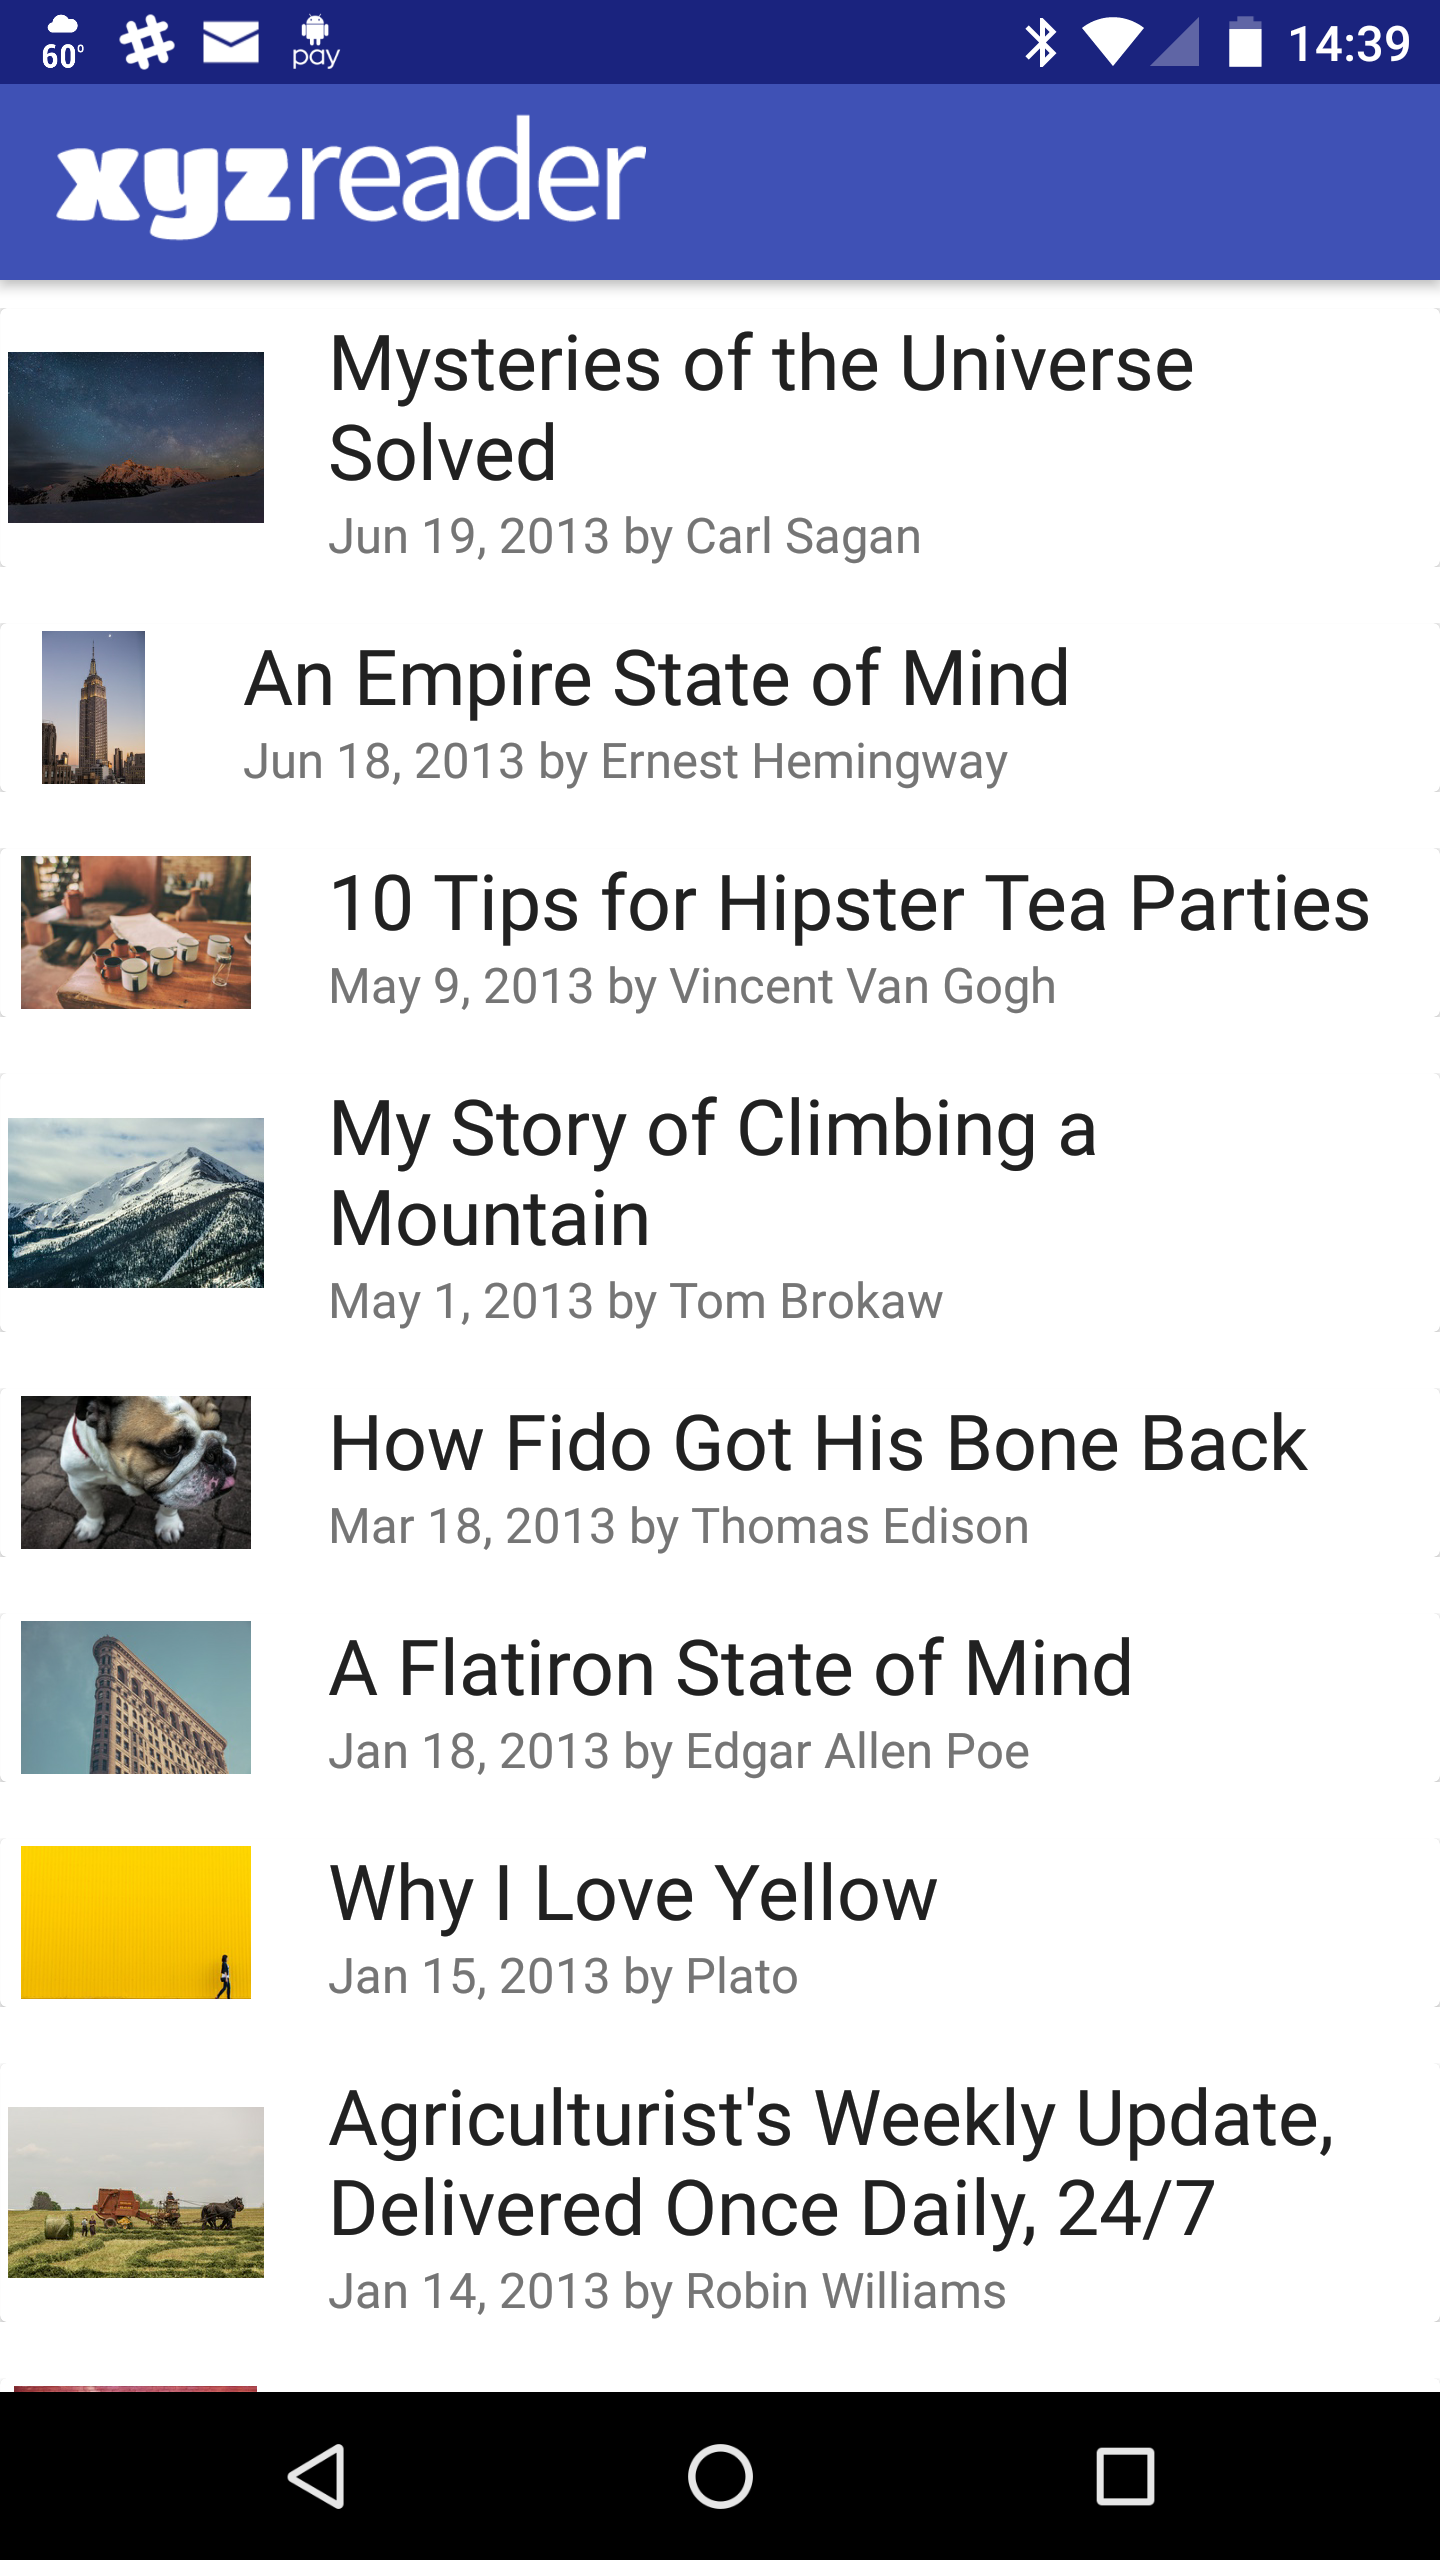 60°
pay
14:39
xyzreader
Mysteries of the Universe
Solved
Jun 19, 2013 by Carl Sagan
An Empire State of Mind
Jun 18, 2013 by Ernest Hemingway
10 Tips for Hipster Tea Parties
May 9, 2013 by Vincent Van Gogh
My Story of Climbing a
Mountain
May 1, 2013 by Tom Brokaw
How Fido Got His Bone Back
Mar 18, 2013 by Thomas Edison
A Flatiron State of Mind
Jan 18, 2013 by Edgar Allen Poe
Why I Love Yellow
Jan 15, 2013 by Plato
Agriculturist's Weekly Update,
Delivered Once Daily, 24/7
Jan 14, 2013 by Robin Williams